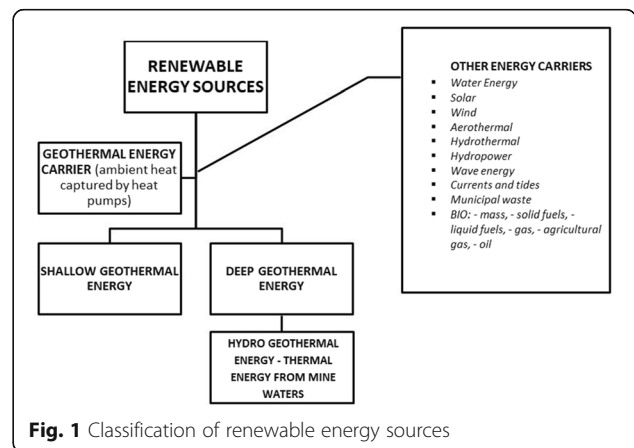 RENEWABLE
ENERGY SOURCES
GEOTHERMAL ENERGY
CARRIER (ambient heat
captured by heat
pumps)
SHALLOW GEOTHERMAL
ENERGY
DEEP GEOTHERMAL
ENERGY
HYDRO GEOTHERMAL
ENERGY - THERMAL
ENERGY FROM MINE
WATERS
OTHER ENERGY CARRIERS
▪ Water Energy
▪ Solar
▪ Wind
▪ Aerothermal
▪ Hydrothermal
▪ Hydropower
▪ Wave energy
▪ Currents and tides
▪ Municipal waste
▪ BIO: - mass, - solid fuels, -
liquid fuels, - gas, - agricultural
gas, - oil
Fig. 1 Classification of renewable energy sources